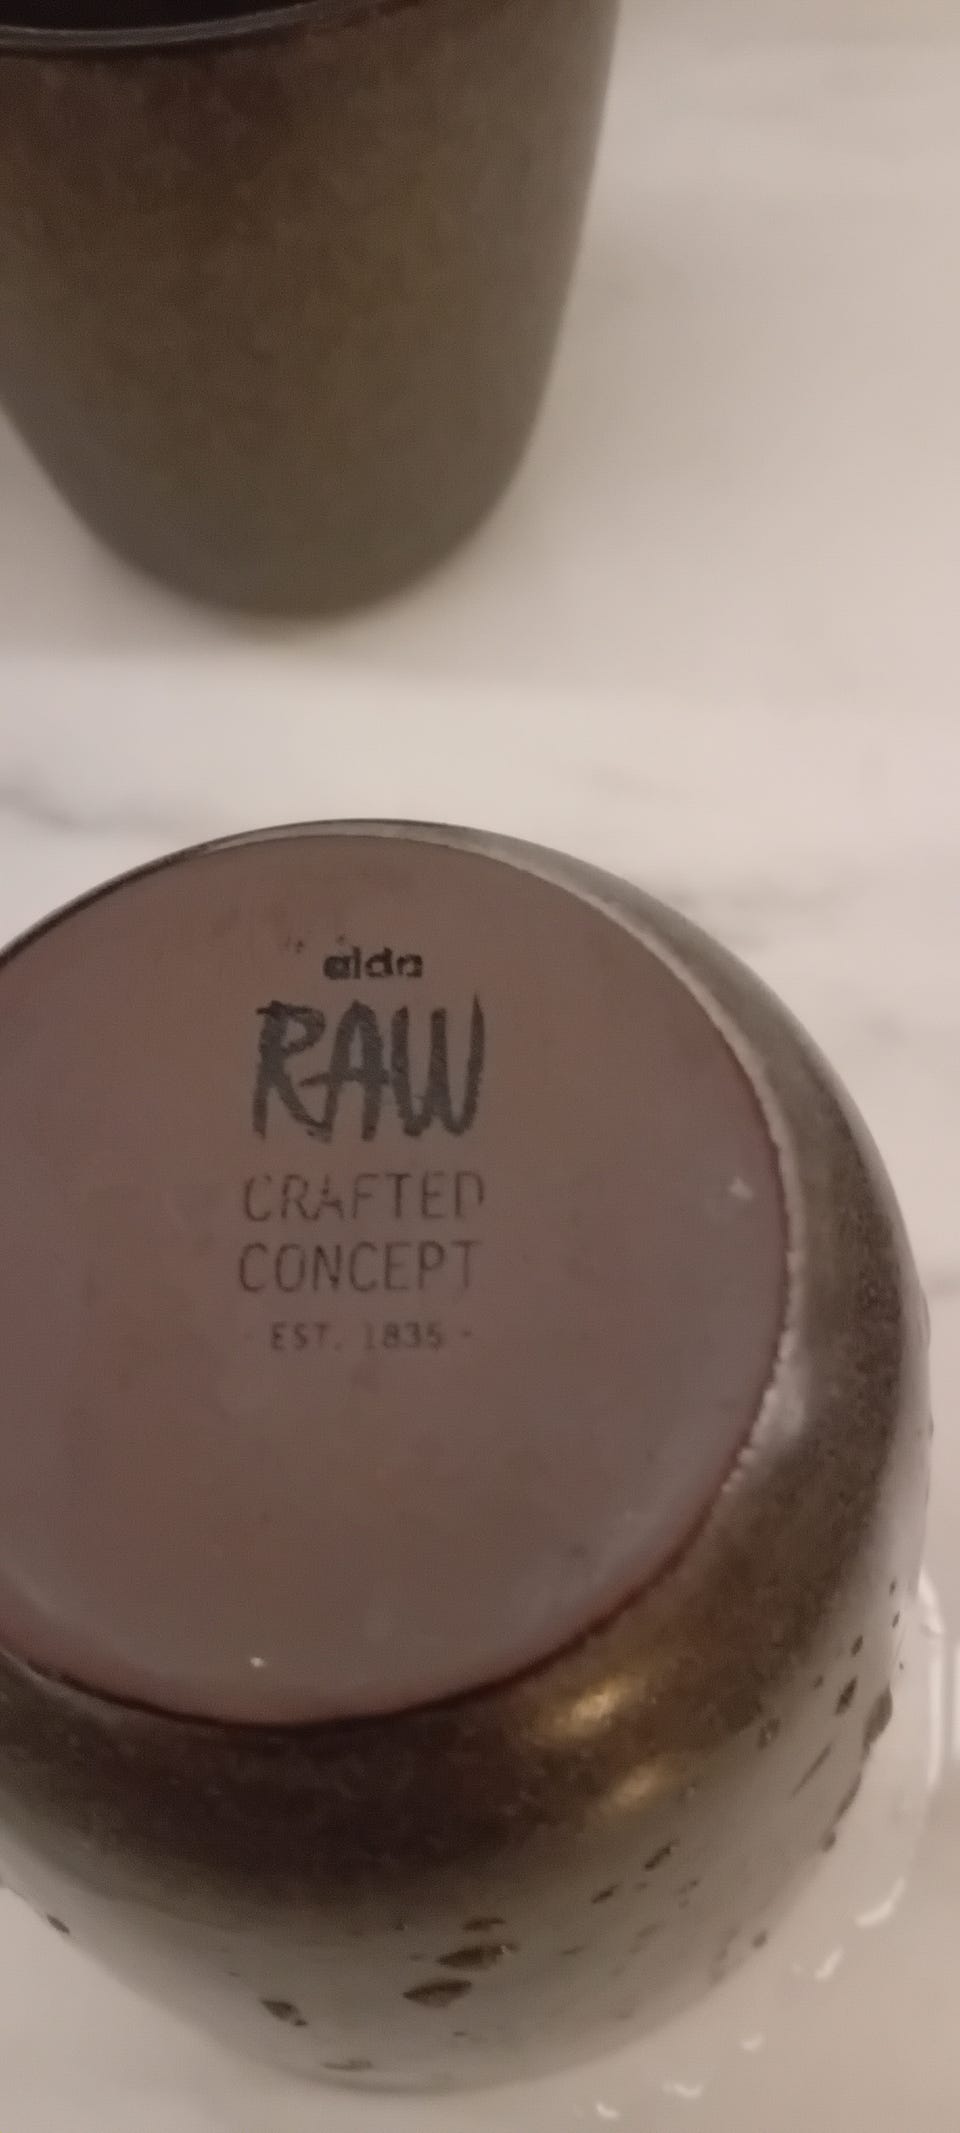 aida
RAW
CRAFTED
CONCEPT
- EST. 1835 -